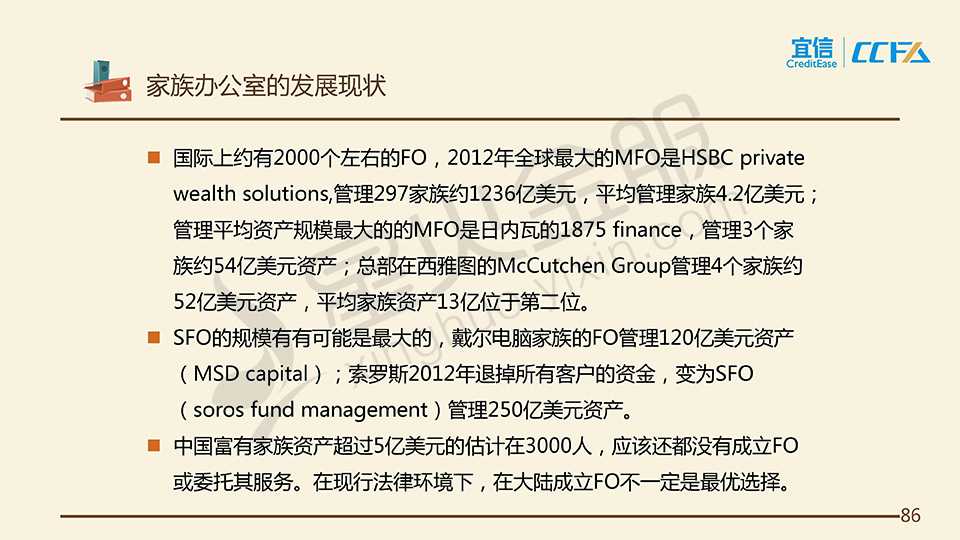 宜信
CreditEase
CCFA
家族办公室的发展现状
■ 国际上约有2000个左右的FO，2012年全球最大的MFO是HSBC private
wealth solutions,管理297家族约1236亿美元，平均管理家族4.2亿美元；
管理平均资产规模最大的的MFO是日内瓦的1875 finance，管理3个家
族约54亿美元资产；总部在西雅图的McCutchen Group管理4个家族约
52亿美元资产，平均家族资产13亿位于第二位。
■ SFO的规模有有可能是最大的，戴尔电脑家族的FO管理120亿美元资产
（MSD capital）；索罗斯2012年退掉所有客户的资金，变为SFO
（soros fund management）管理250亿美元资产。
■ 中国富有家族资产超过5亿美元的估计在3000人，应该还都没有成立FO
或委托其服务。在现行法律环境下，在大陆成立FO不一定是最优选择。
星火金服
xinghuo.yixin.com
86